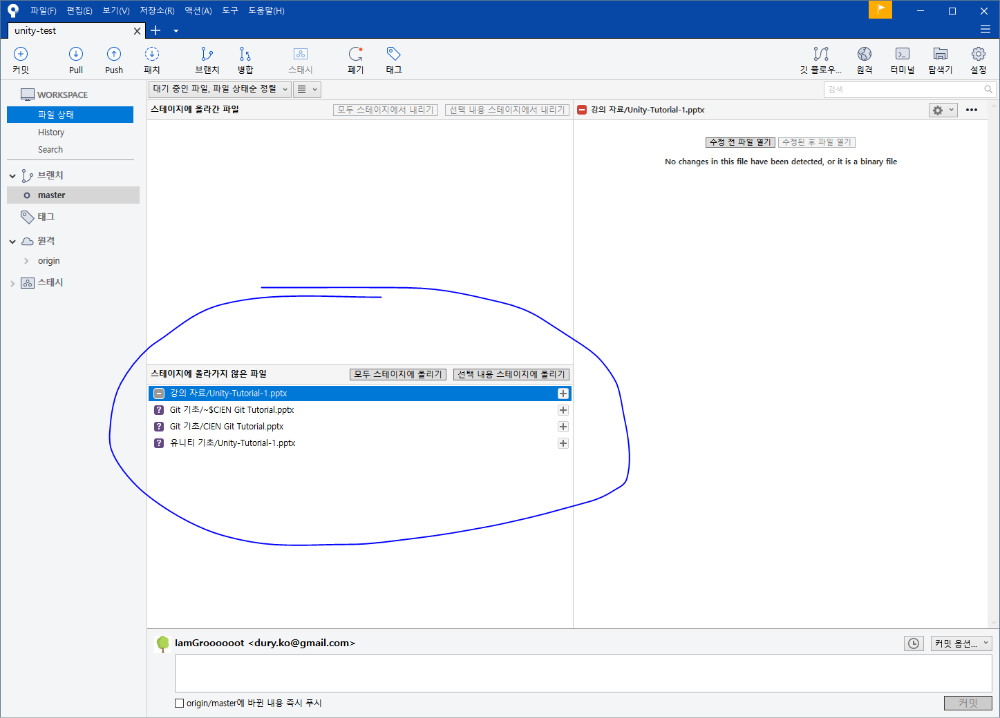 파일(F) 편집(E) 보기(V) 저장소(R) 액션(A) 도구 도움말(H)
unity-test
커밋 Pull Push 패치 브랜치 병합 스태시 폐기 태그 깃 플로우... 원격 터미널 탐색기 설정
WORKSPACE
파일 상태
History
Search
브랜치
master
태그
원격
origin
스태시
대기 중인 파일, 파일 상태순 정렬
검색
스테이지에 올라간 파일 모두 스테이지에서 내리기 선택 내용 스테이지에서 내리기
스테이지에 올라가지 않은 파일 모두 스테이지에 올리기 선택 내용 스테이지에 올리기
강의 자료/Unity-Tutorial-1.pptx
Git 기초/~$CIEN Git Tutorial.pptx
Git 기초/CIEN Git Tutorial.pptx
유니티 기초/Unity-Tutorial-1.pptx
강의 자료/Unity-Tutorial-1.pptx
수정 전 파일 열기 수정된 후 파일 열기
No changes in this file have been detected, or it is a binary file
IamGroooooot <dury.ko@gmail.com>
커밋 옵션...
origin/master에 바뀐 내용 즉시 푸시
커밋